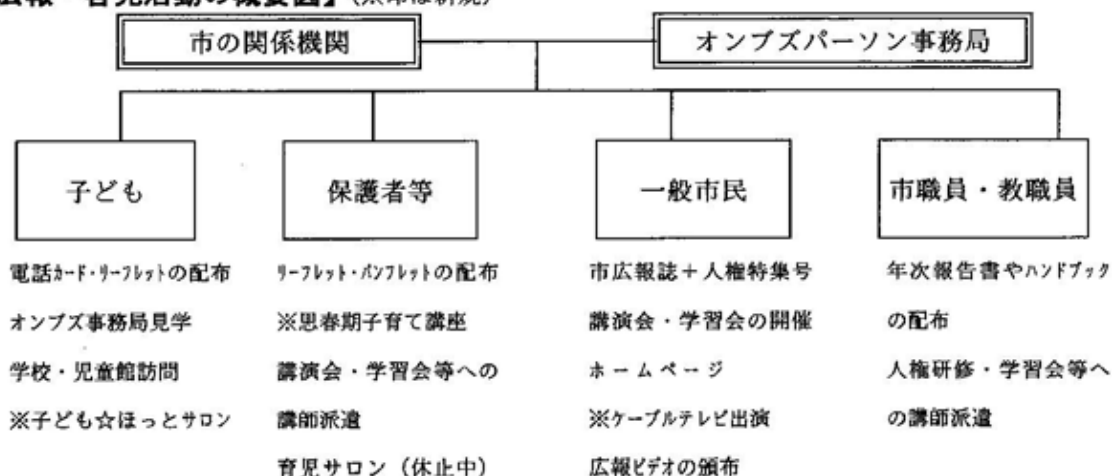 広報・啓発活動の概要図】(※印は新規)
市の関係機関
オンブズパーソン事務局
子ども
保護者等
一般市民
市職員・教職員
電話ｶｰﾄﾞ・ﾘｰﾌﾚｯﾄの配布
オンブズ事務局見学
学校・児童館訪問
※子ども☆ほっとサロン
ﾘｰﾌﾚｯﾄ・ﾊﾟﾝﾌﾚｯﾄの配布
※思春期子育て講座
講演会・学習会等への
講師派遣
育児サロン（休止中）
市広報誌＋人権特集号
講演会・学習会の開催
ホームページ
※ケーブルテレビ出演
広報ﾋﾞﾃﾞｵの頒布
年次報告書やﾊﾝﾄﾞﾌﾞｯｸ
の配布
人権研修・学習会等へ
の講師派遣